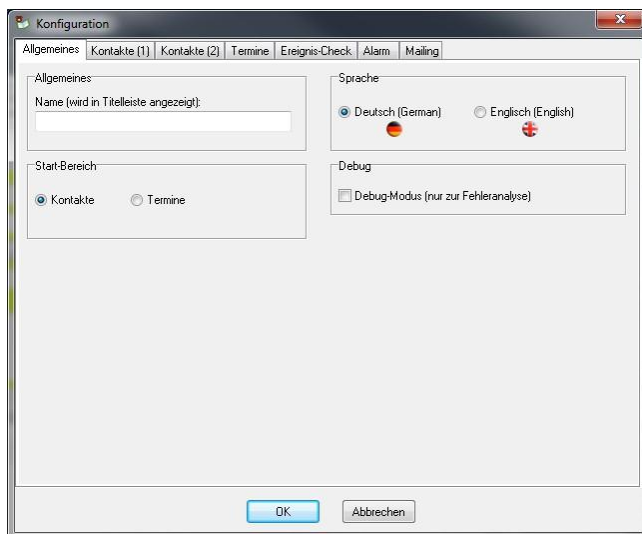 Konfiguration
Allgemeines Kontakte (1) Kontakte (2) Termine Ereignis-Check Alarm Mailing
Allgemeines
Name (wird in Titelleiste angezeigt):
Sprache
Deutsch (German) Englisch (English)
Start-Bereich
Kontakte Termine
Debug
Debug-Modus (nur zur Fehleranalyse)
OK Abbrechen